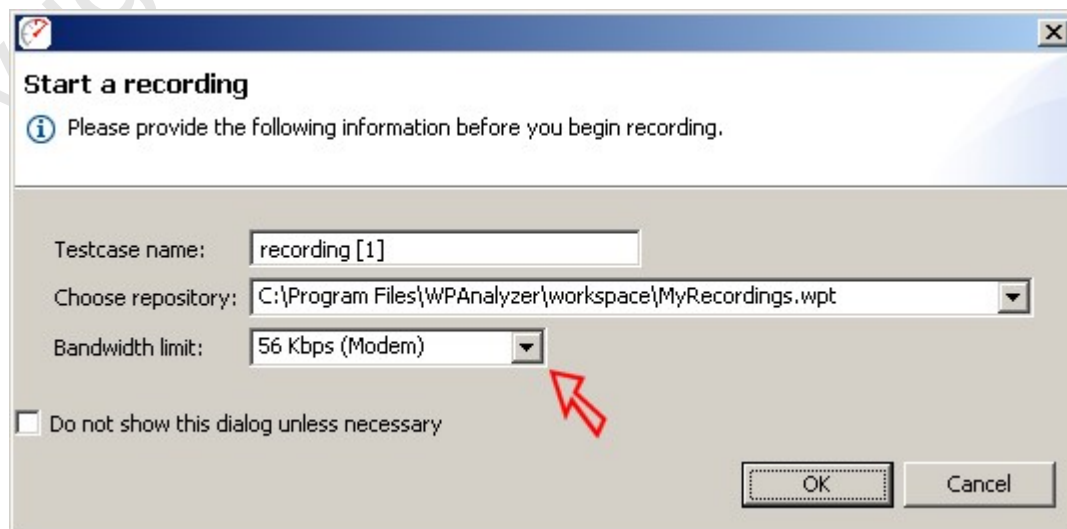 Start a recording
Please provide the following information before you begin recording.
Testcase name: recording [1]
Choose repository: C:\Program Files\WPAnalyzer\workspace\MyRecordings.wpt
Bandwidth limit: 56 Kbps (Modem)
Do not show this dialog unless necessary
OK Cancel